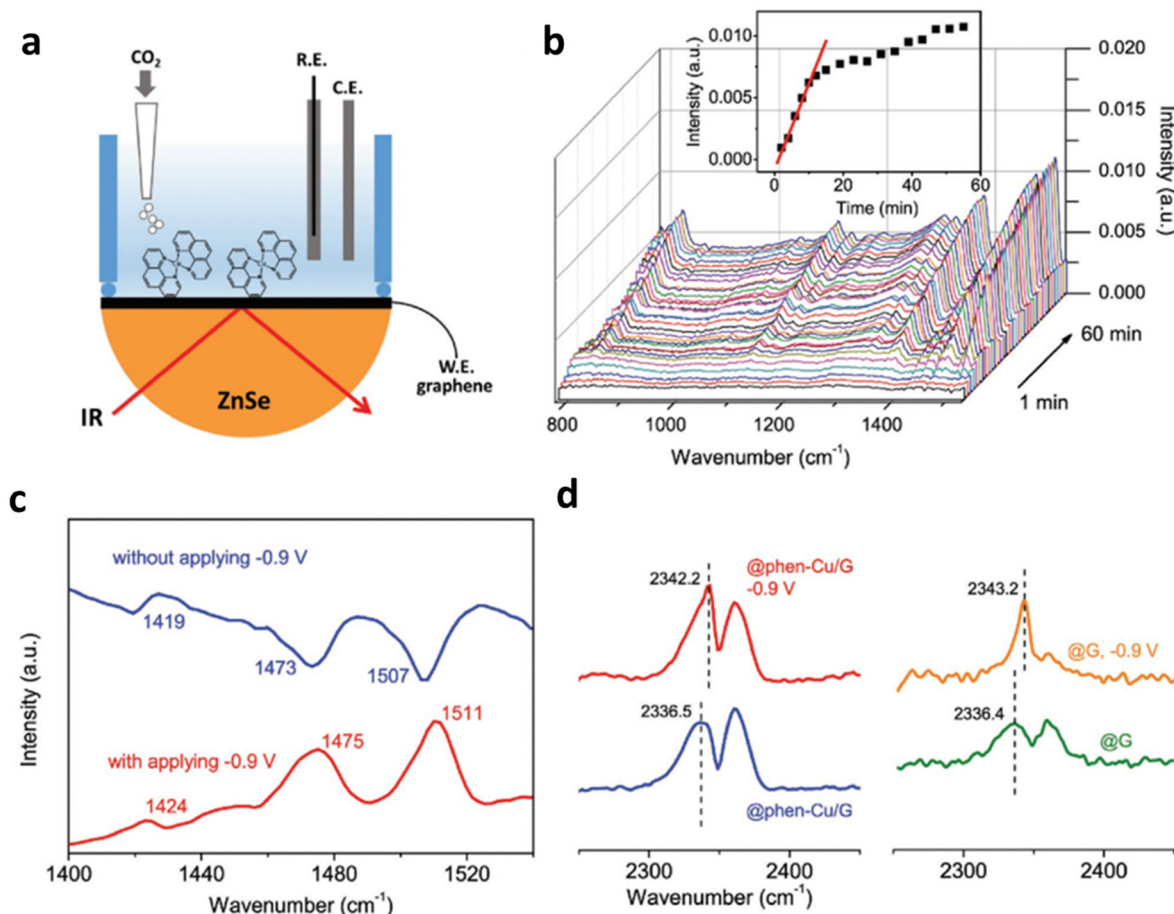 a
CO₂
R.E.
C.E.
W.E.
graphene
ZnSe
IR
b
Intensity (a.u.)
0.010
0.005
0.000
0 20 40 60
Time (min)
0.020
0.015
0.010
0.005
0.000
Intensity (a.u.)
60 min
1 min
800 1000 1200 1400
Wavenumber (cm⁻¹)
c
Intensity (a.u.)
without applying -0.9 V
1419
1473
1507
1511
1475
with applying -0.9 V
1424
1400 1440 1480 1520
Wavenumber (cm⁻¹)
d
2342.2
@phen-Cu/G
-0.9 V
2336.5
@phen-Cu/G
2343.2
@G, -0.9 V
2336.4
@G
2300 2400
2300 2400
Wavenumber (cm⁻¹)